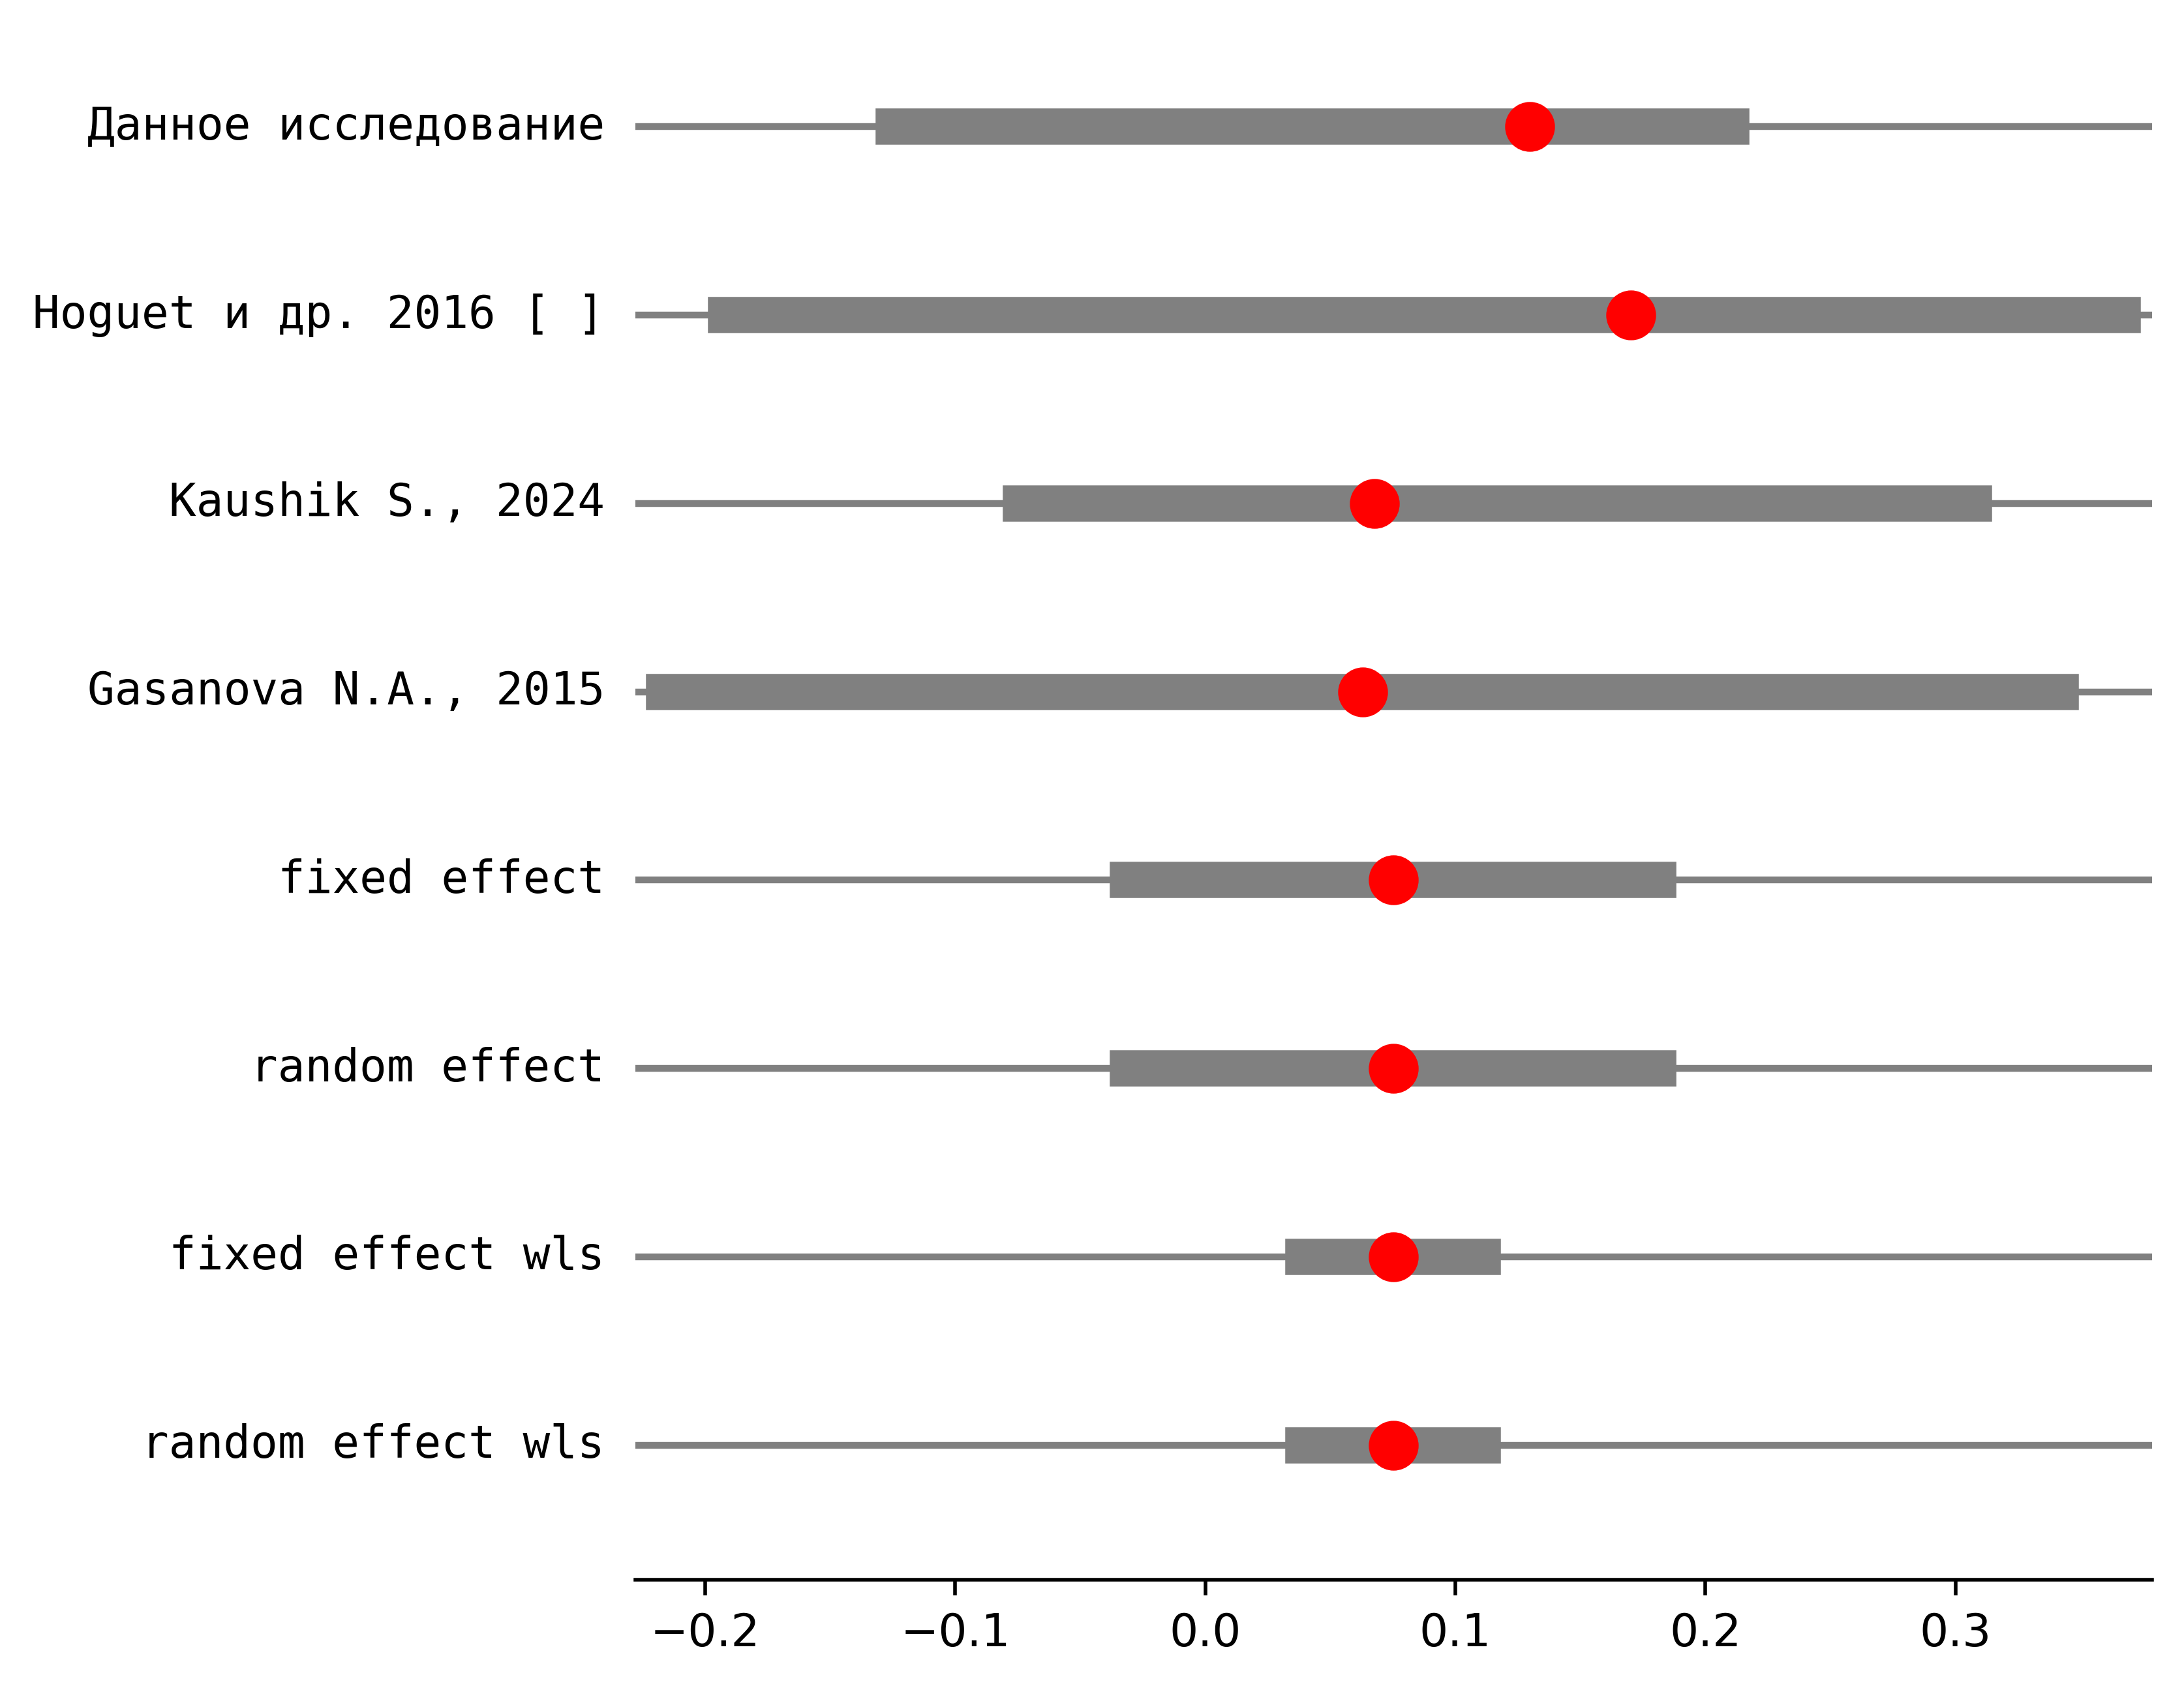 Данное исследование
Hoguet и др. 2016 [ ]
Kaushik S., 2024
Gasanova N.A., 2015
fixed effect
random effect
fixed effect wls
random effect wls
−0.2 −0.1 0.0 0.1 0.2 0.3